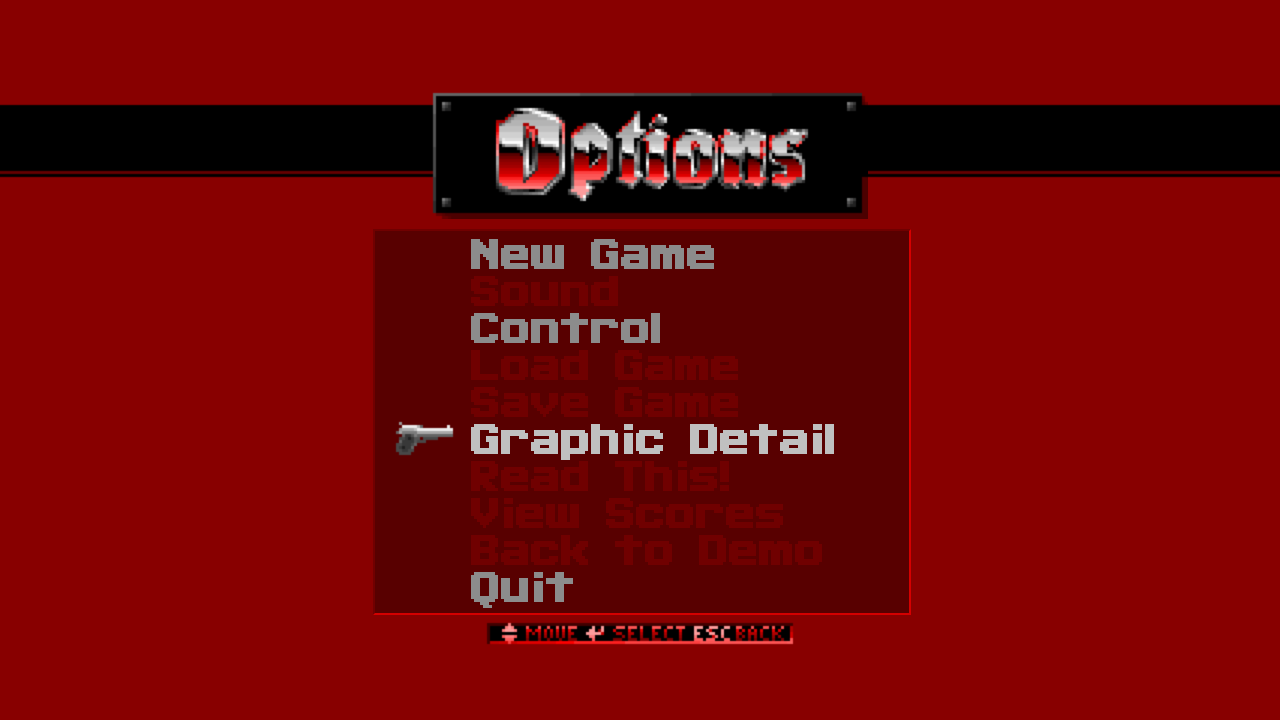 Options
New Game
Sound
Control
Load Game
Save Game
Graphic Detail
Read This!
View Scores
Back to Demo
Quit
MOVE SELECT ESC BACK